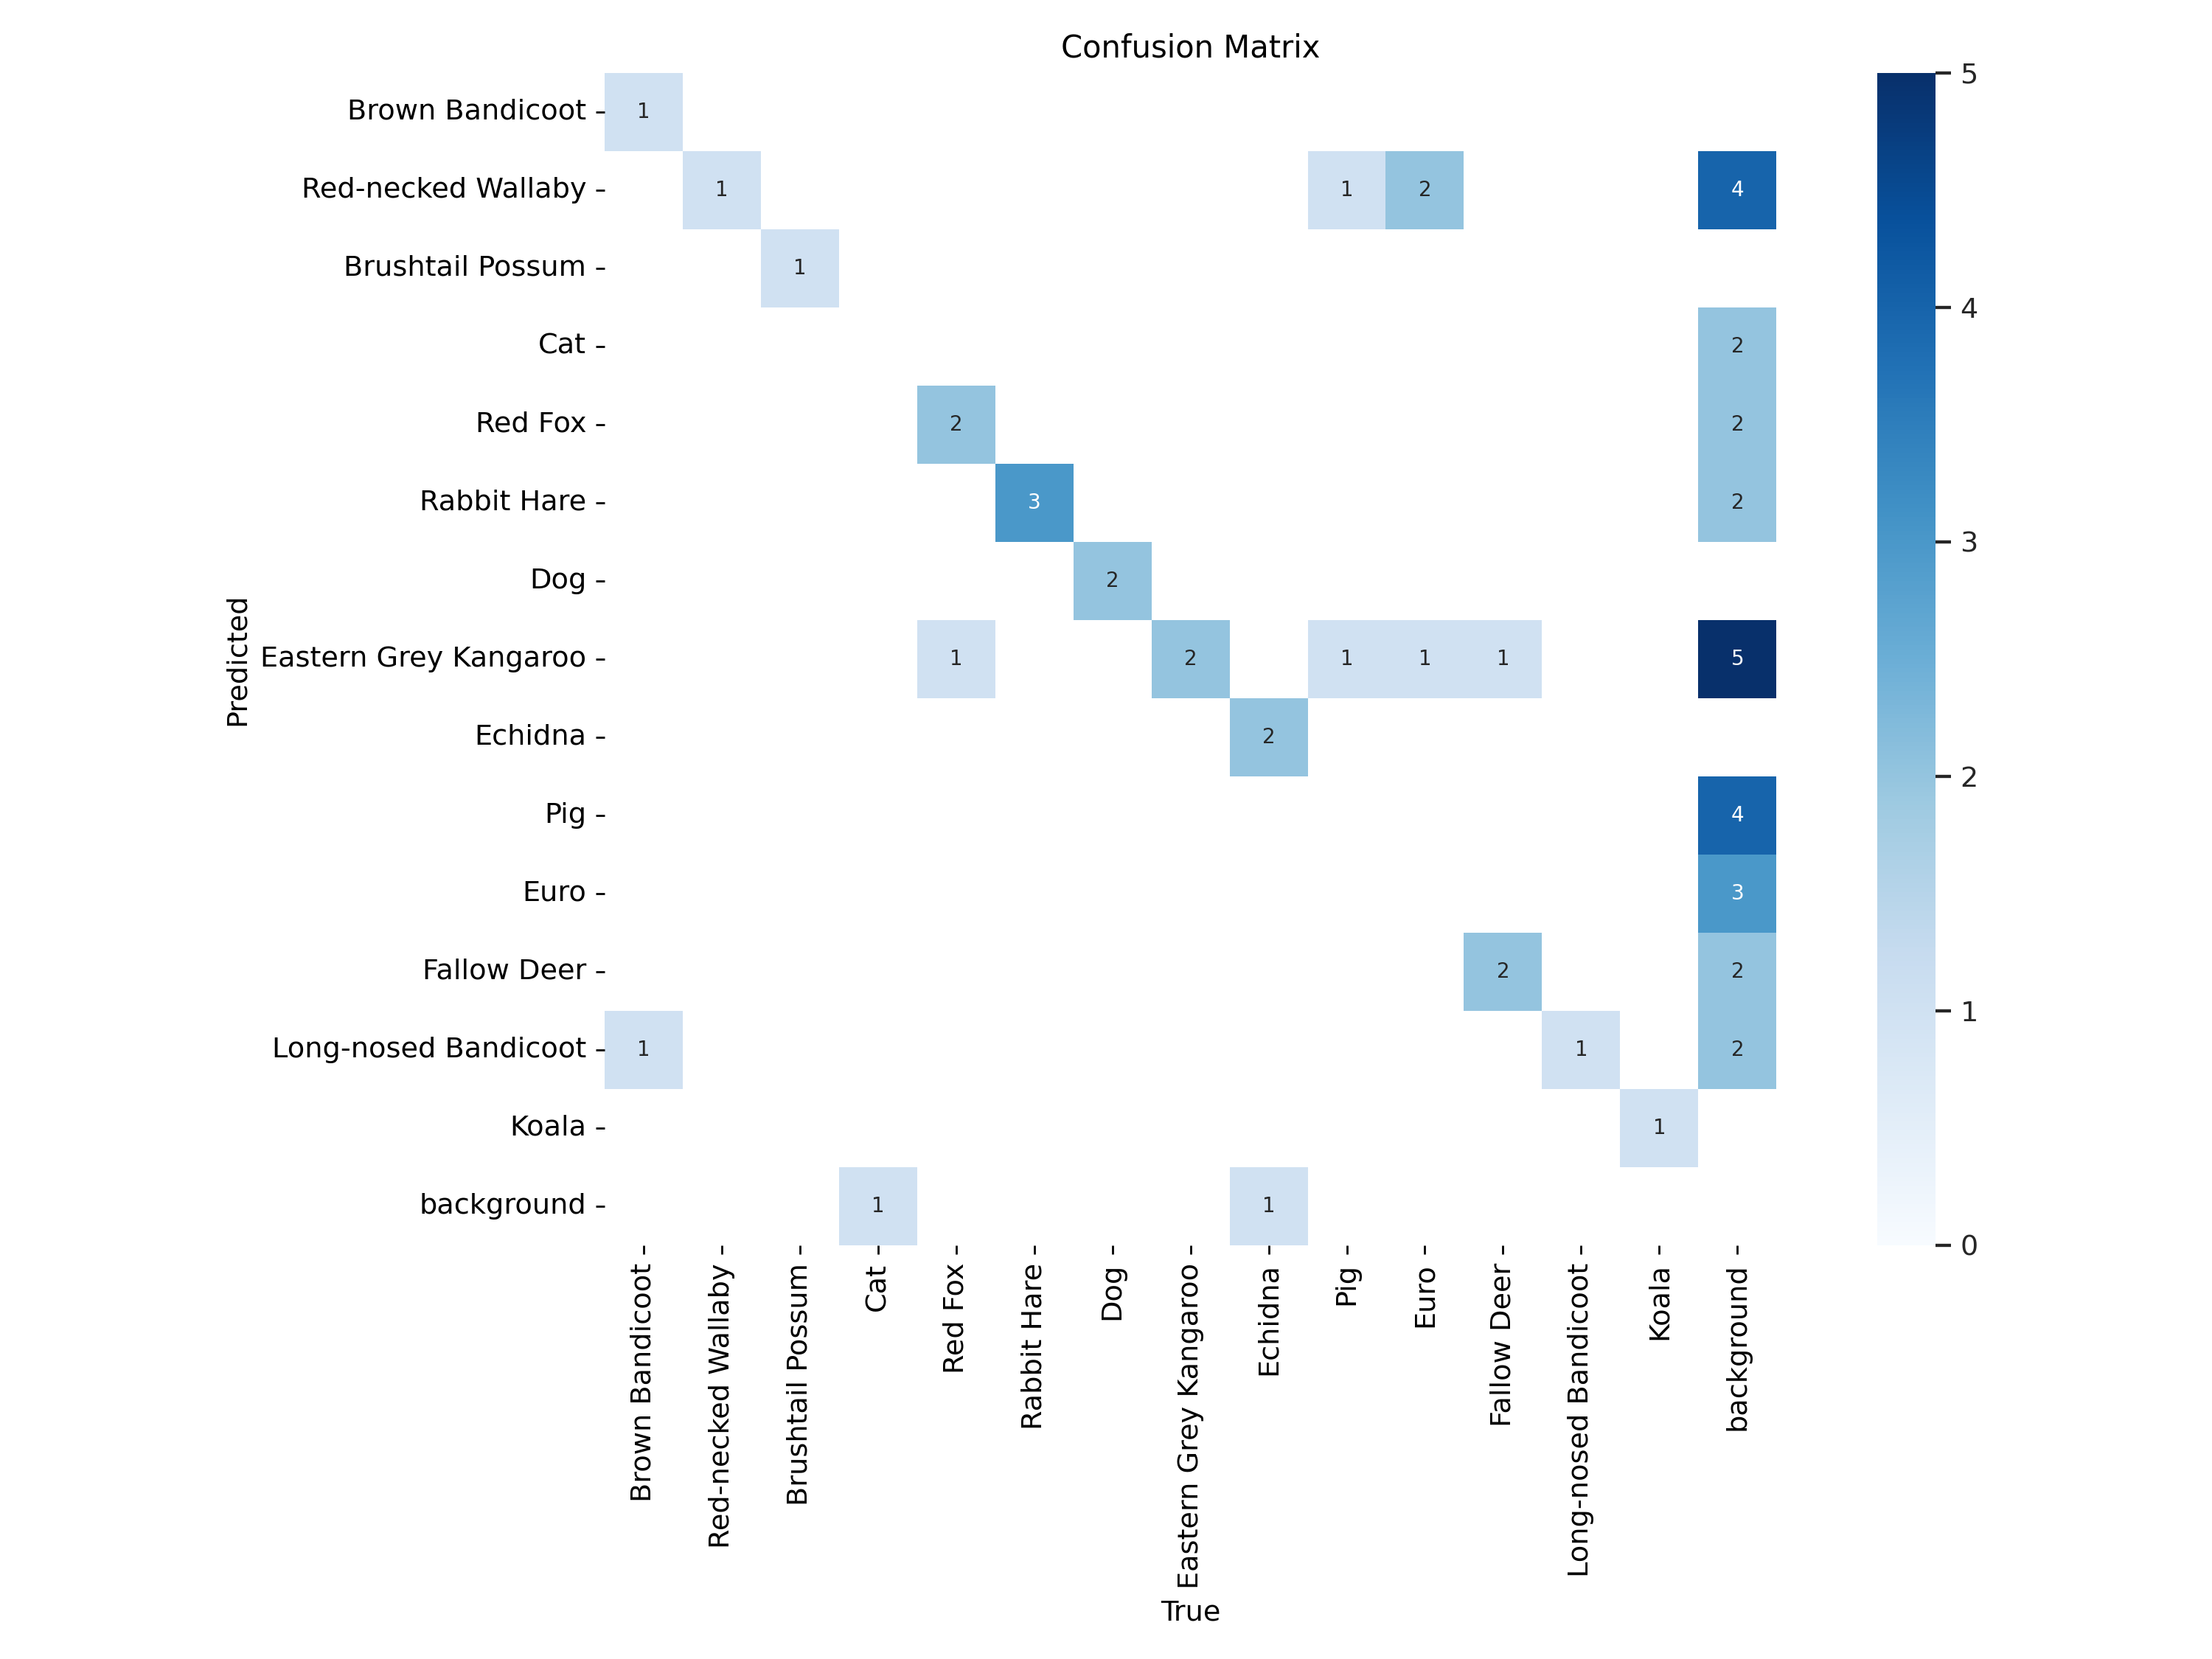 Confusion Matrix
Brown Bandicoot 1
Red-necked Wallaby 1 1 2 4
Brushtail Possum 1
Cat 2
Red Fox 2 2
Rabbit Hare 3 2
Dog 2
Eastern Grey Kangaroo 1 2 1 1 1 5
Echidna 2
Pig 4
Euro 3
Fallow Deer 2 2
Long-nosed Bandicoot 1 1 2
Koala 1
background 1 1
Predicted
Brown Bandicoot
Red-necked Wallaby
Brushtail Possum
Cat
Red Fox
Rabbit Hare
Dog
Eastern Grey Kangaroo
Echidna
Pig
Euro
Fallow Deer
Long-nosed Bandicoot
Koala
background
True
5
4
3
2
1
0